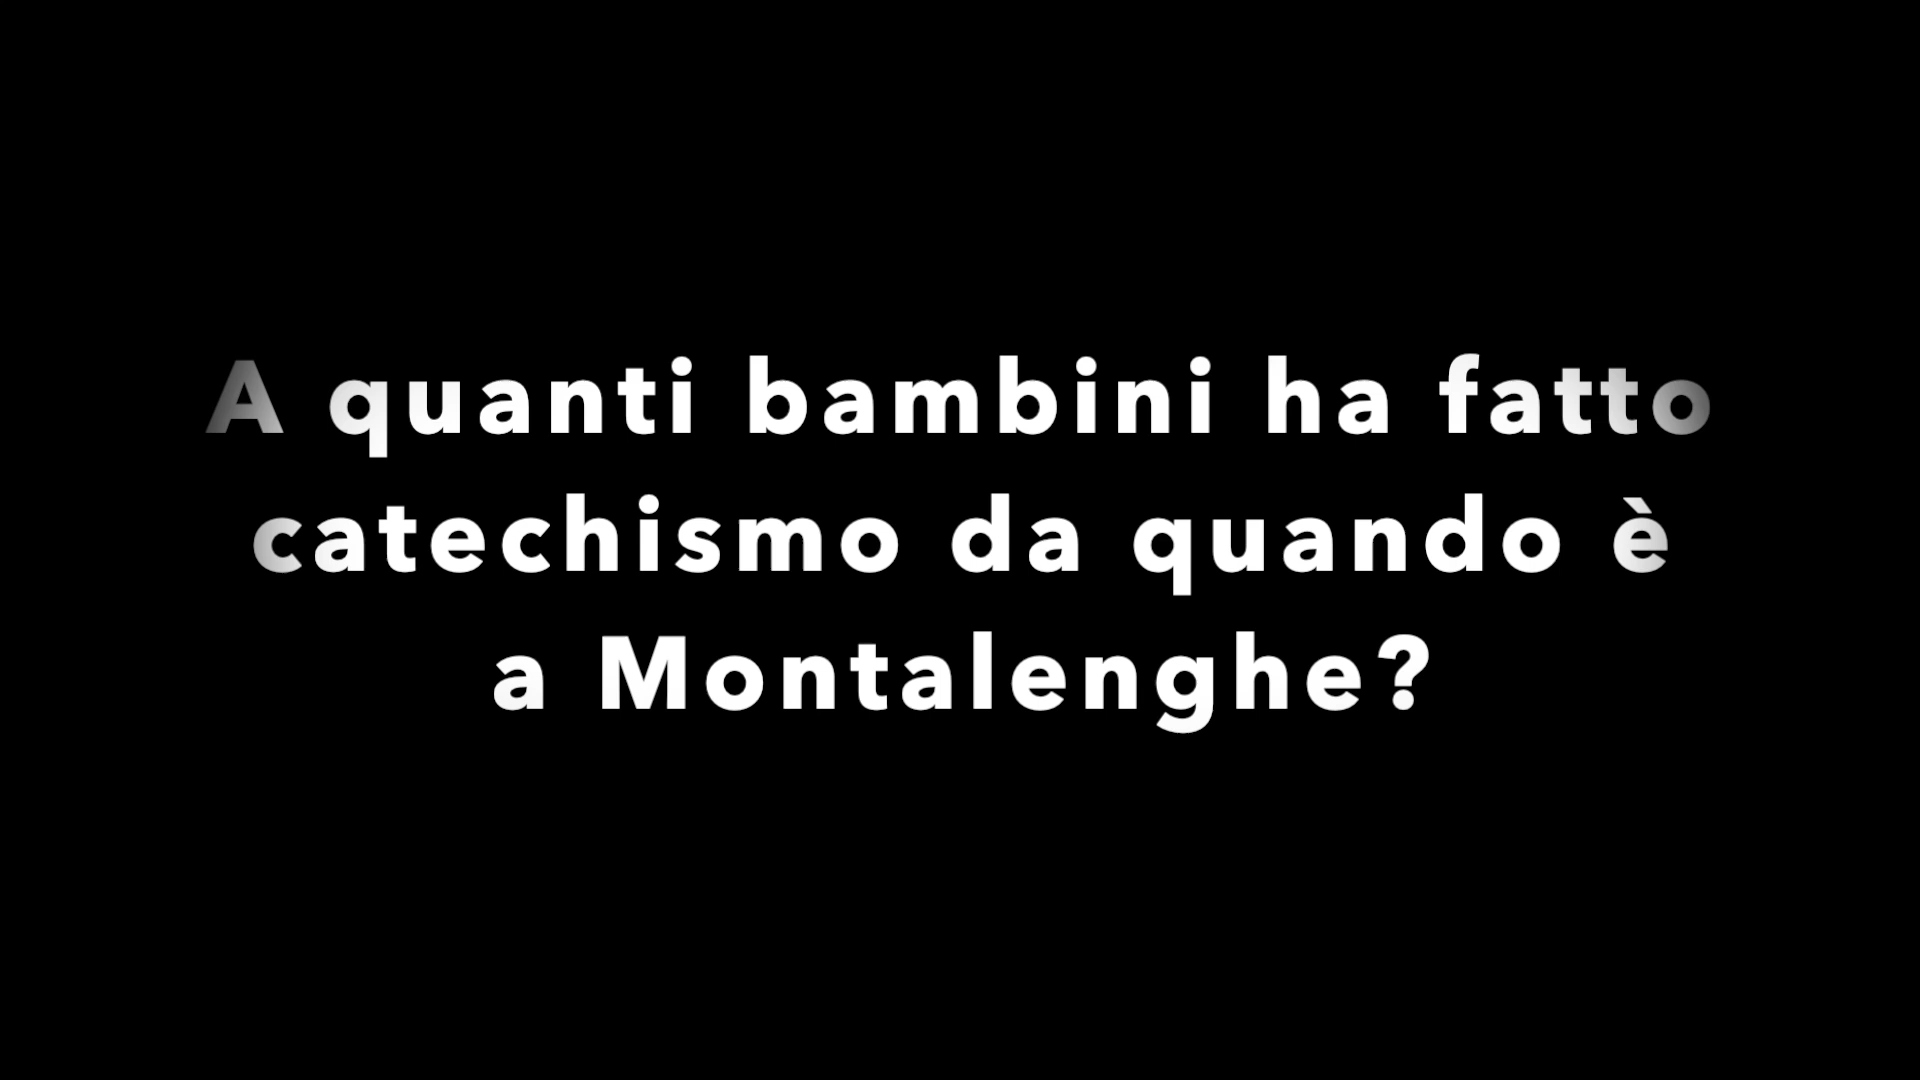 A quanti bambini ha fatto
catechismo da quando è
a Montalenghe?